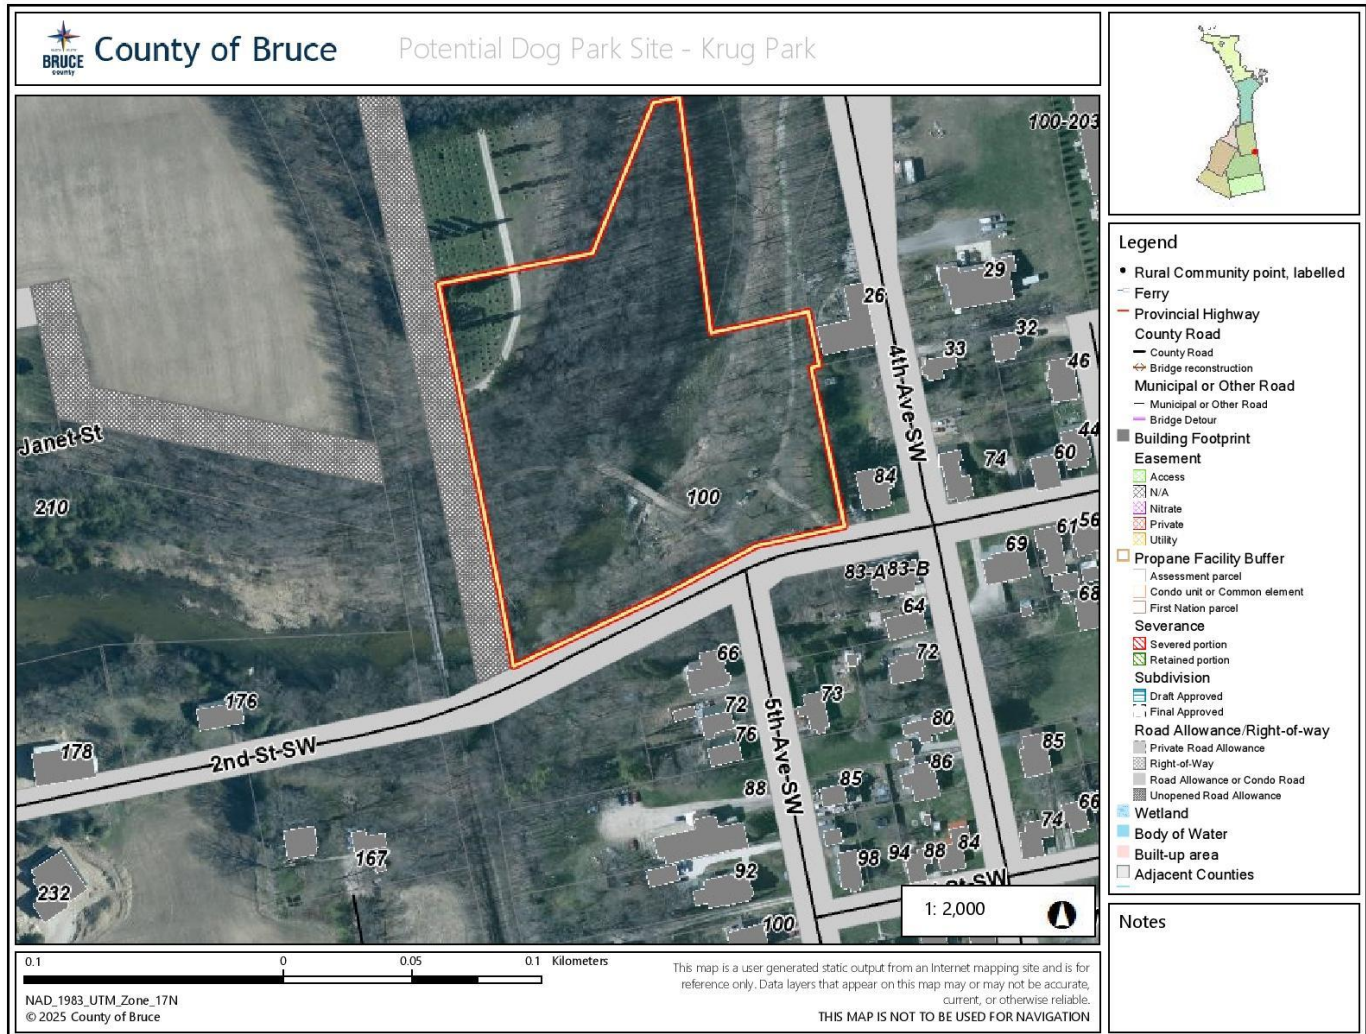 BRUCE
county
County of Bruce
Potential Dog Park Site - Krug Park
100-203
29
26
32
33
46
4th-Ave-SW
44
Janet-St
74
60
84
210
100
61
56
69
83-A
83-B
68
64
66
72
176
73
72
80
76
5th-Ave-SW
85
178
2nd-St-SW
86
88
85
66
74
167
84
98
94
88
92
232
St-SW
100
1: 2,000
Legend
Rural Community point, labelled
Ferry
Provincial Highway
County Road
County Road
Bridge reconstruction
Municipal or Other Road
Municipal or Other Road
Bridge Detour
Building Footprint
Easement
Access
N/A
Nitrate
Private
Utility
Propane Facility Buffer
Assessment parcel
Condo unit or Common element
First Nation parcel
Severance
Severed portion
Retained portion
Subdivision
Draft Approved
Final Approved
Road Allowance/Right-of-way
Private Road Allowance
Right-of-Way
Road Allowance or Condo Road
Unopened Road Allowance
Wetland
Body of Water
Built-up area
Adjacent Counties
Notes
0.1 0 0.05 0.1 Kilometers
NAD_1983_UTM_Zone_17N
© 2025 County of Bruce
This map is a user generated static output from an Internet mapping site and is for
reference only. Data layers that appear on this map may or may not be accurate,
current, or otherwise reliable.
THIS MAP IS NOT TO BE USED FOR NAVIGATION